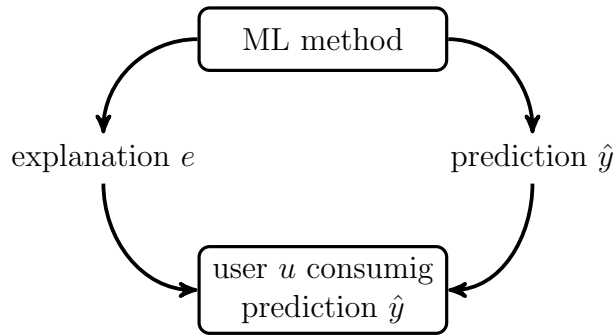 ML method
explanation e
prediction ŷ
user u consumig
prediction ŷ